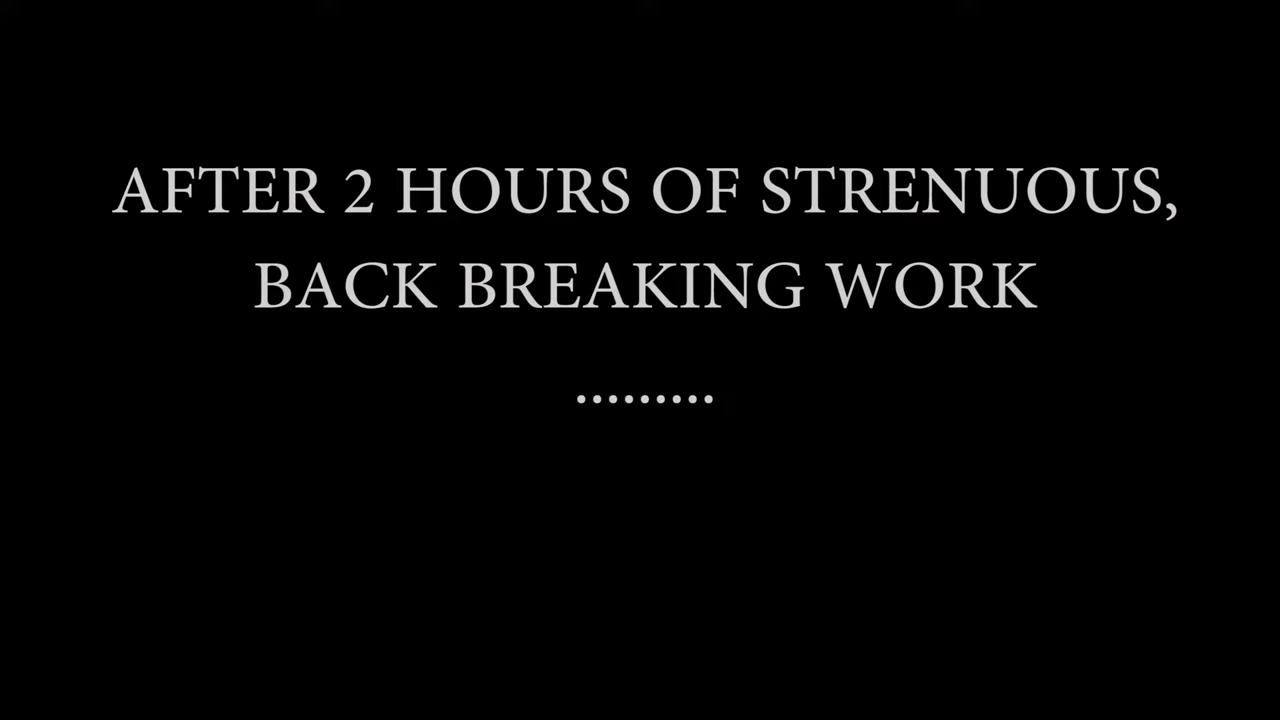 AFTER 2 HOURS OF STRENUOUS,
BACK BREAKING WORK
.........